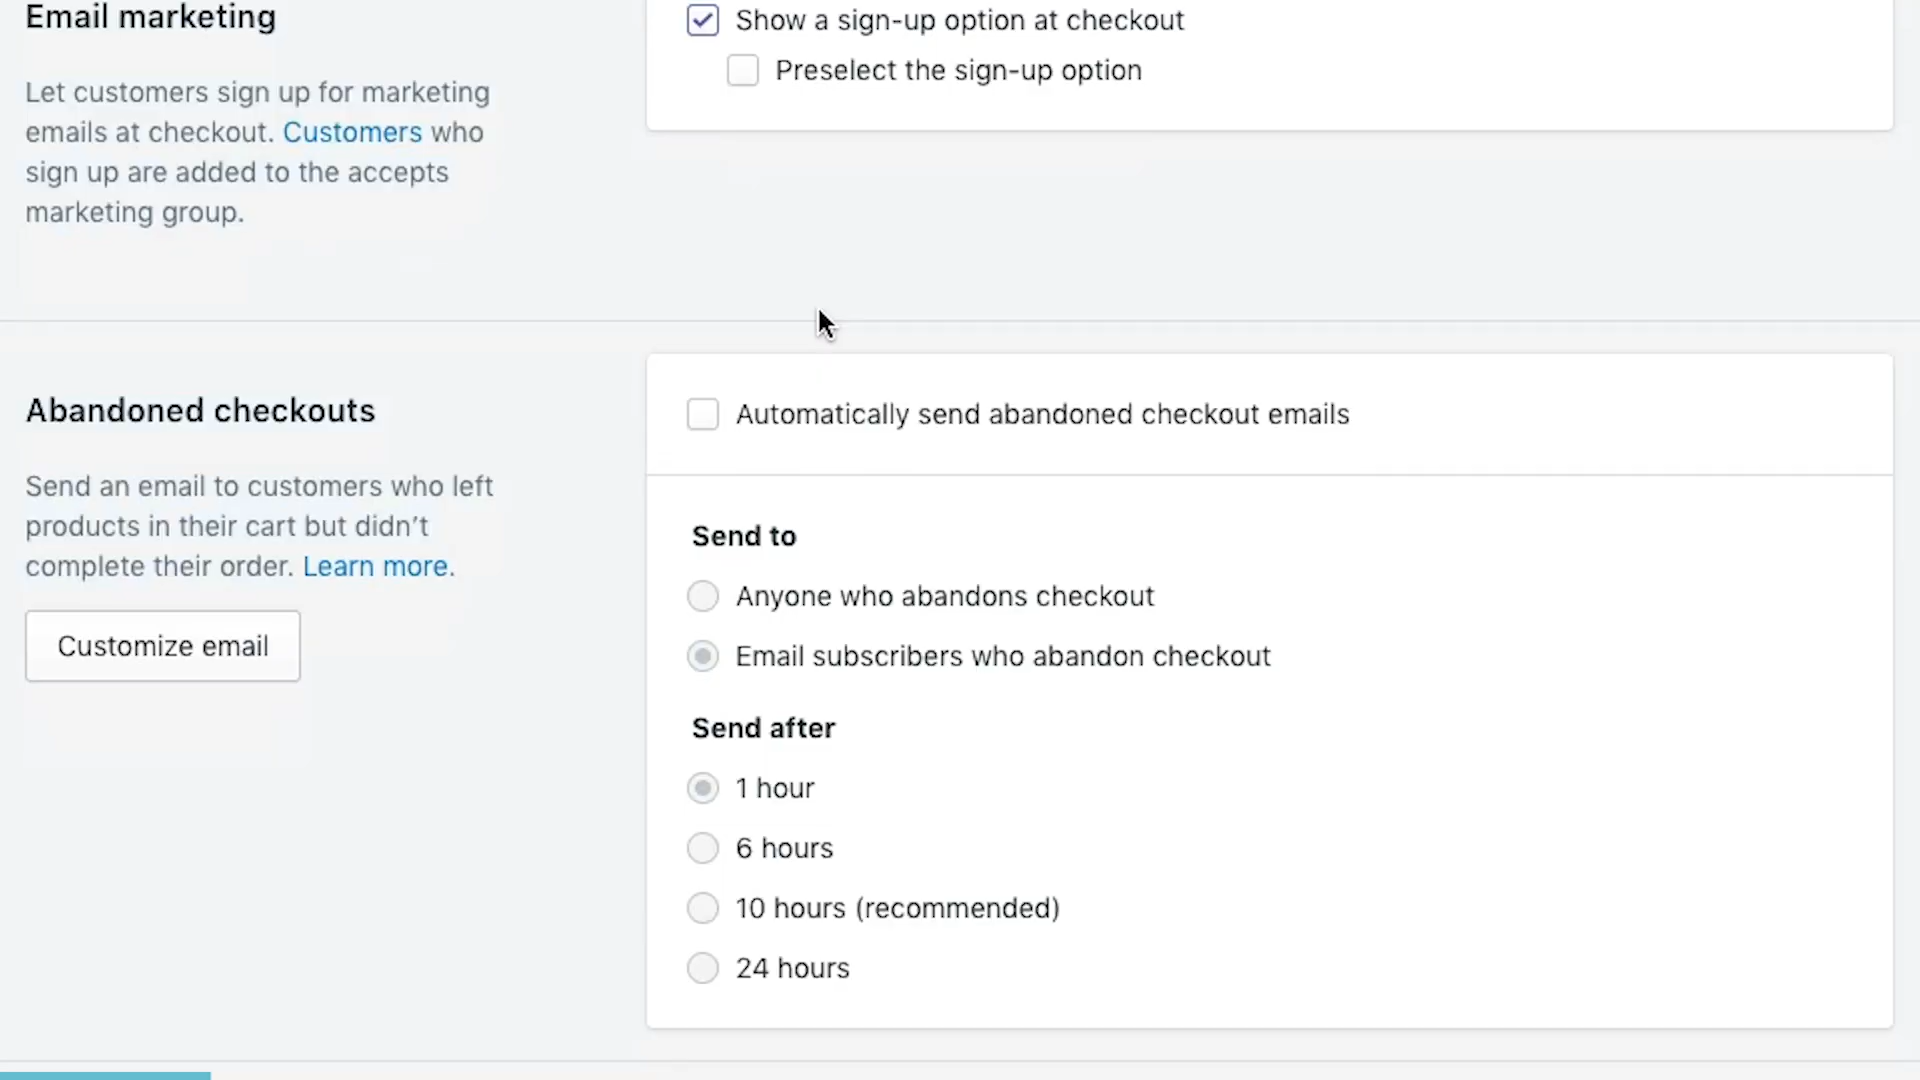 Email marketing
Let customers sign up for marketing
emails at checkout. Customers who
sign up are added to the accepts
marketing group.
Show a sign-up option at checkout
Preselect the sign-up option
Abandoned checkouts
Send an email to customers who left
products in their cart but didn’t
complete their order. Learn more.
Customize email
Automatically send abandoned checkout emails
Send to
Anyone who abandons checkout
Email subscribers who abandon checkout
Send after
1 hour
6 hours
10 hours (recommended)
24 hours